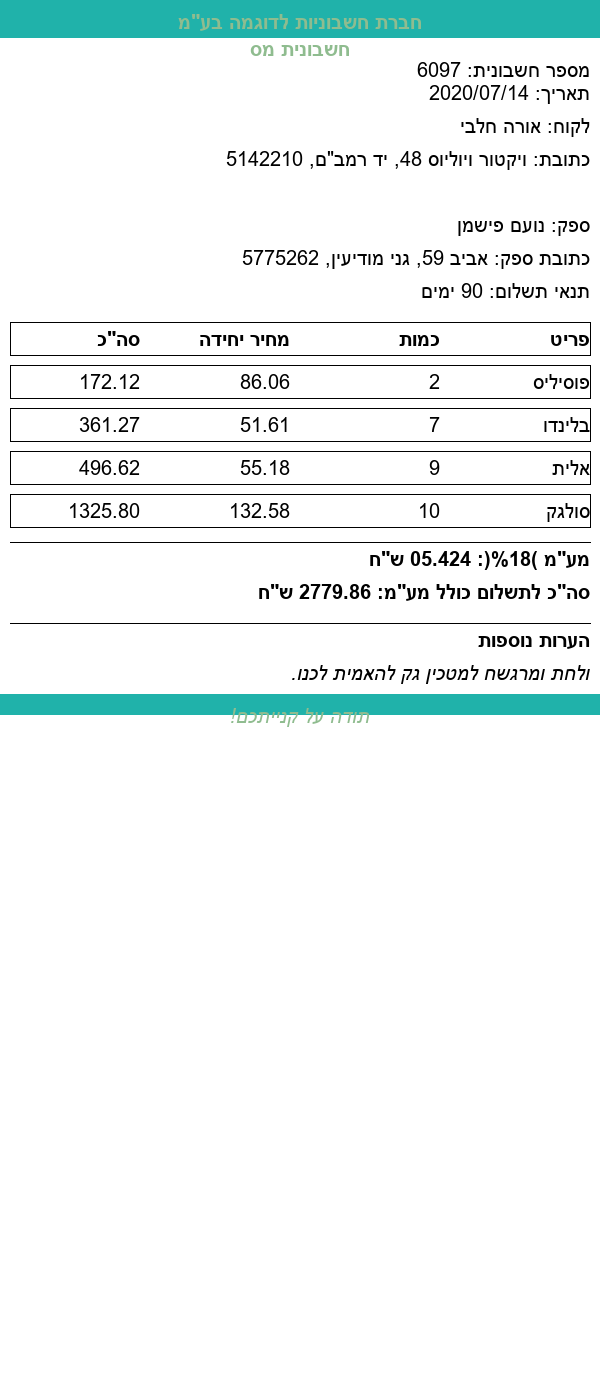 חברת חשבוניות לדוגמה בע"מ
חשבונית מס
מספר חשבונית: 6097
תאריך: 2020/07/14
לקוח: אורה חלבי
כתובת: ויקטור ויוליוס 48, יד רמב"ם, 5142210
ספק: נועם פישמן
כתובת ספק: אביב 59, גני מודיעין, 5775262
תנאי תשלום: 90 ימים
פריט כמות מחיר יחידה סה"כ
פוסיליס 2 86.06 172.12
בלינדו 7 51.61 361.27
אלית 9 55.18 496.62
סולגק 10 132.58 1325.80
מע"מ )18%(: 05.424 ש"ח
סה"כ לתשלום כולל מע"מ: 2779.86 ש"ח
הערות נוספות
ולחת ומרגשח למטכין גק להאמית לכנו.
תודה על קנייתכם!